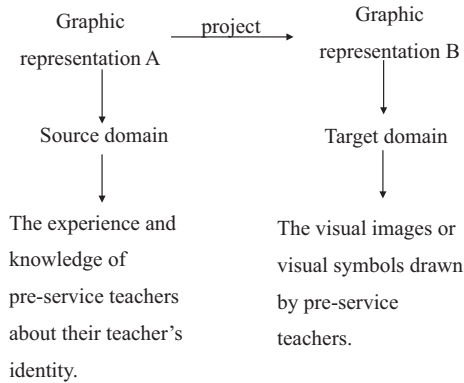 Graphic
representation A
project
Graphic
representation B
Source domain
Target domain
The experience and
knowledge of
pre-service teachers
about their teacher's
identity.
The visual images or
visual symbols drawn
by pre-service
teachers.